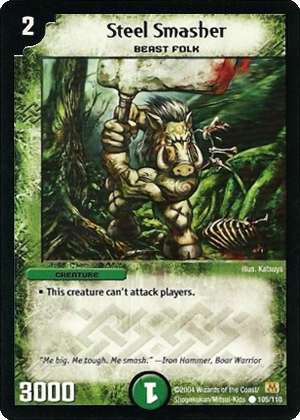 2
Steel Smasher
BEAST FOLK
illus. Katsuya
CREATURE
▪ This creature can't attack players.
"Me big. Me tough. Me smash." —Iron Hammer, Boar Warrior
3000
1
©2004 Wizards of the Coast/
Shogakukan/Mitsui-Kids ● 105/110